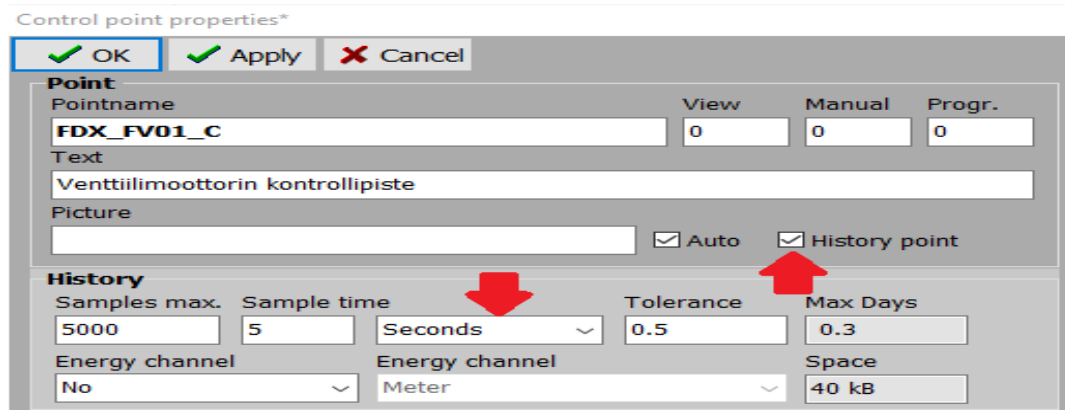 Control point properties*
OK Apply Cancel
Point
Pointname View Manual Progr.
FDX_FV01_C 0 0 0
Text
Venttiilimoottorin kontrollipiste
Picture
Auto History point
History
Samples max. Sample time Tolerance Max Days
5000 5 Seconds 0.5 0.3
Energy channel Energy channel Space
No Meter 40 kB